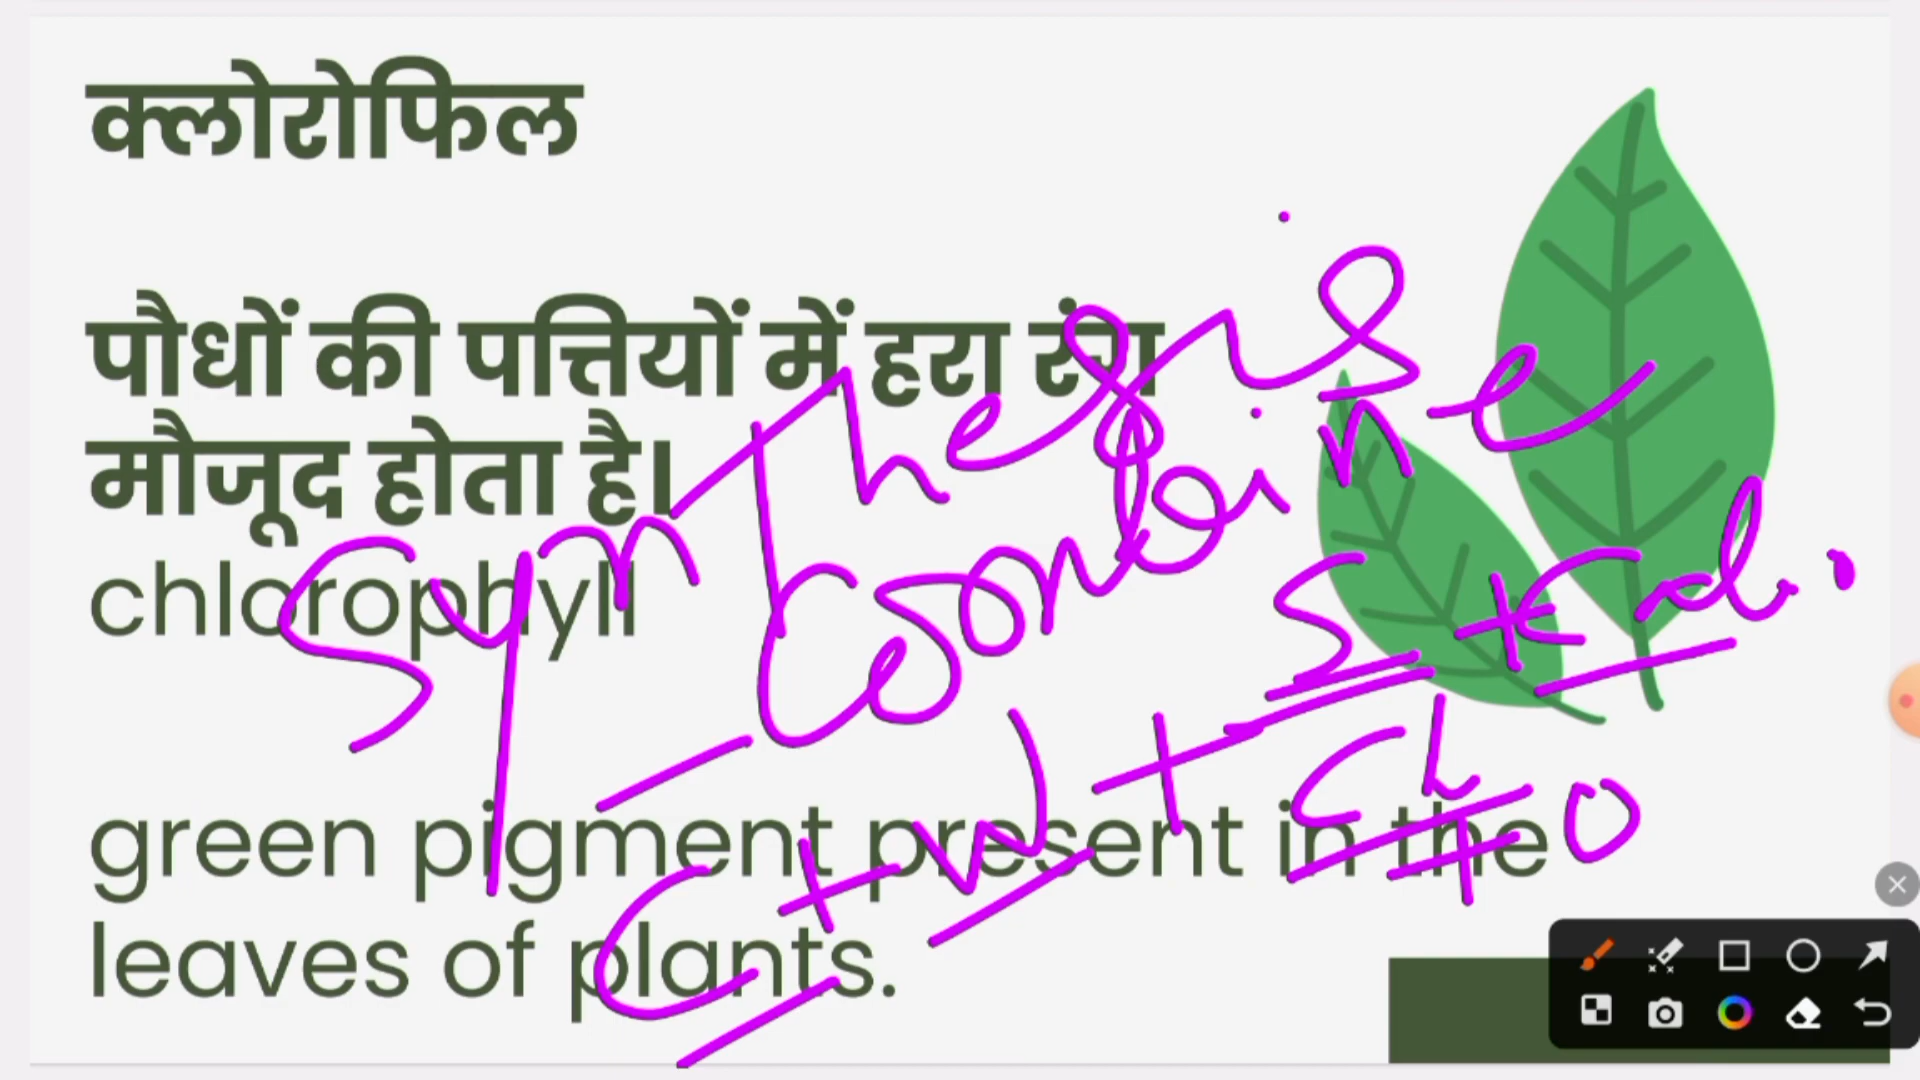 क्लोरोफिल
पौधों की पत्तियों में हरा रंग
मौजूद होता है।
chlorophyll
green pigment present in the
leaves of plants.
Synthesis
Combine
C + W +